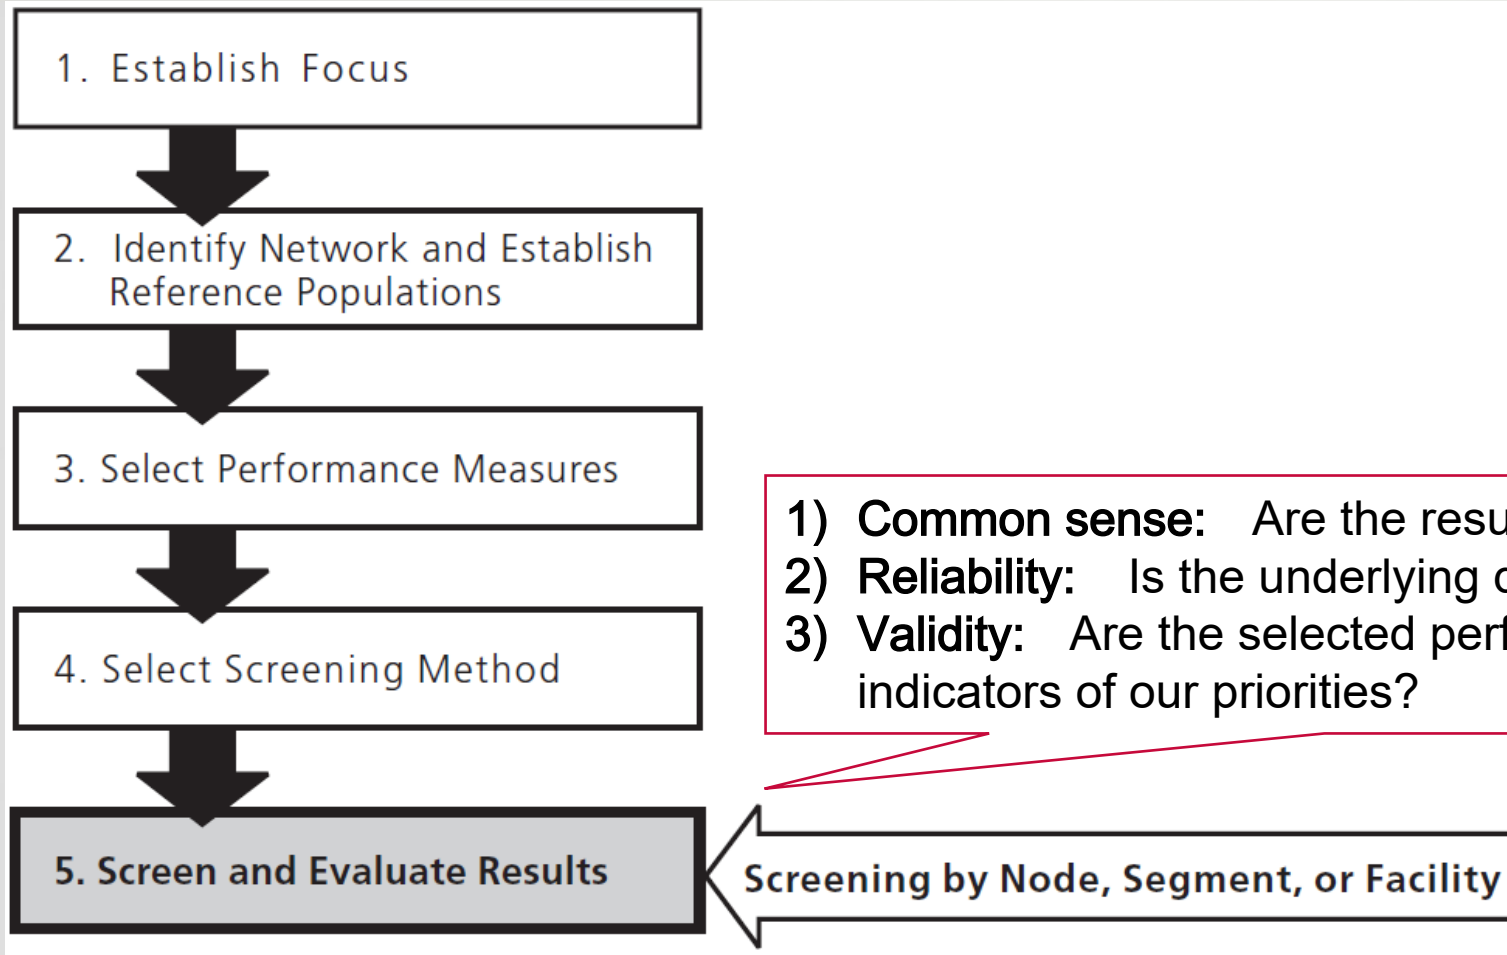 1. Establish Focus
2. Identify Network and Establish
Reference Populations
3. Select Performance Measures
4. Select Screening Method
5. Screen and Evaluate Results
1) Common sense: Are the
2) Reliability: Is the underlying
3) Validity: Are the selected
indicators of our priorities?
Screening by Node, Segment, or Facility